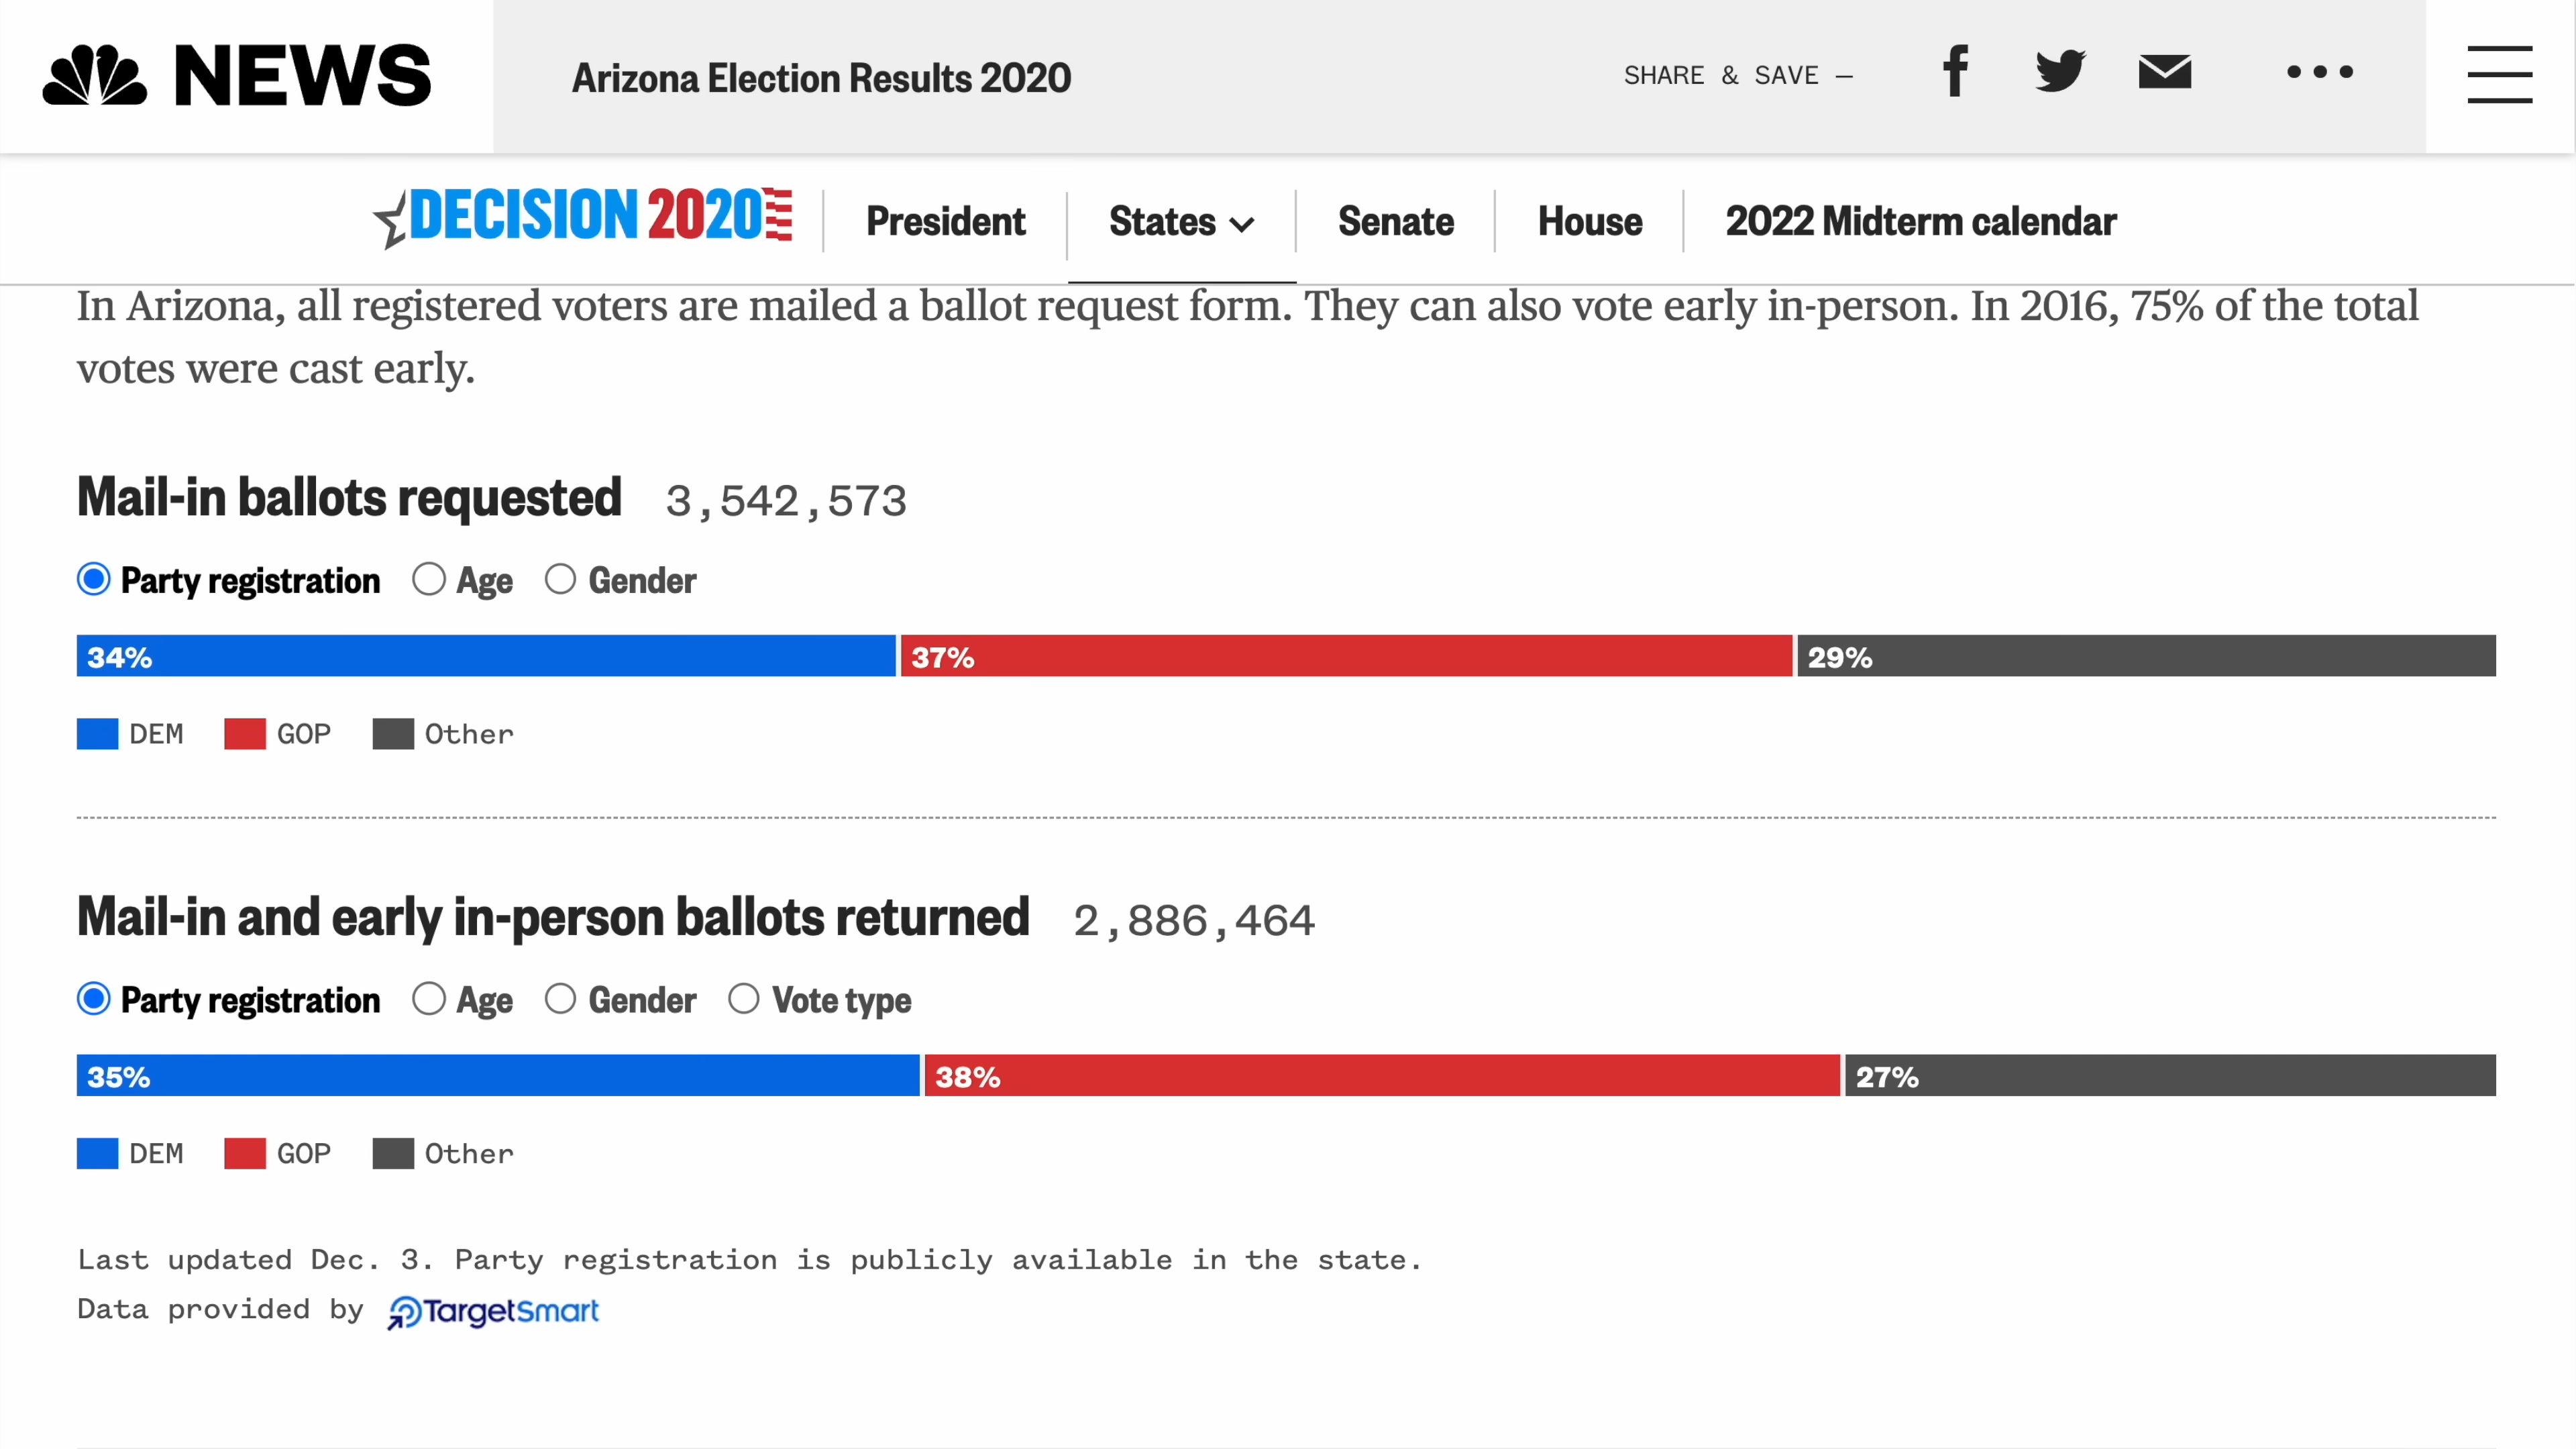 NEWS
Arizona Election Results 2020
SHARE & SAVE —
DECISION 2020
President
States
Senate
House
2022 Midterm calendar
In Arizona, all registered voters are mailed a ballot request form. They can also vote early in-person. In 2016, 75% of the total
votes were cast early.
Mail-in ballots requested 3,542,573
Party registration Age Gender
34% 37% 29%
DEM GOP Other
Mail-in and early in-person ballots returned 2,886,464
Party registration Age Gender Vote type
35% 38% 27%
DEM GOP Other
Last updated Dec. 3. Party registration is publicly available in the state.
Data provided by TargetSmart